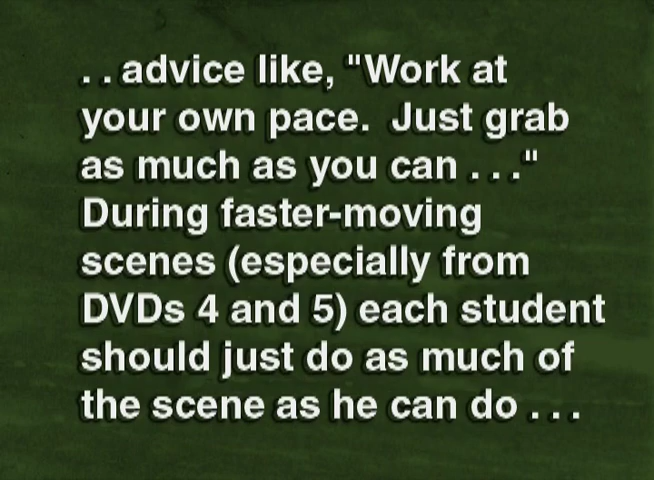 . . advice like, "Work at
your own pace.  Just grab
as much as you can . . ."
During faster-moving
scenes (especially from
DVDs 4 and 5) each student
should just do as much of
the scene as he can do . . .